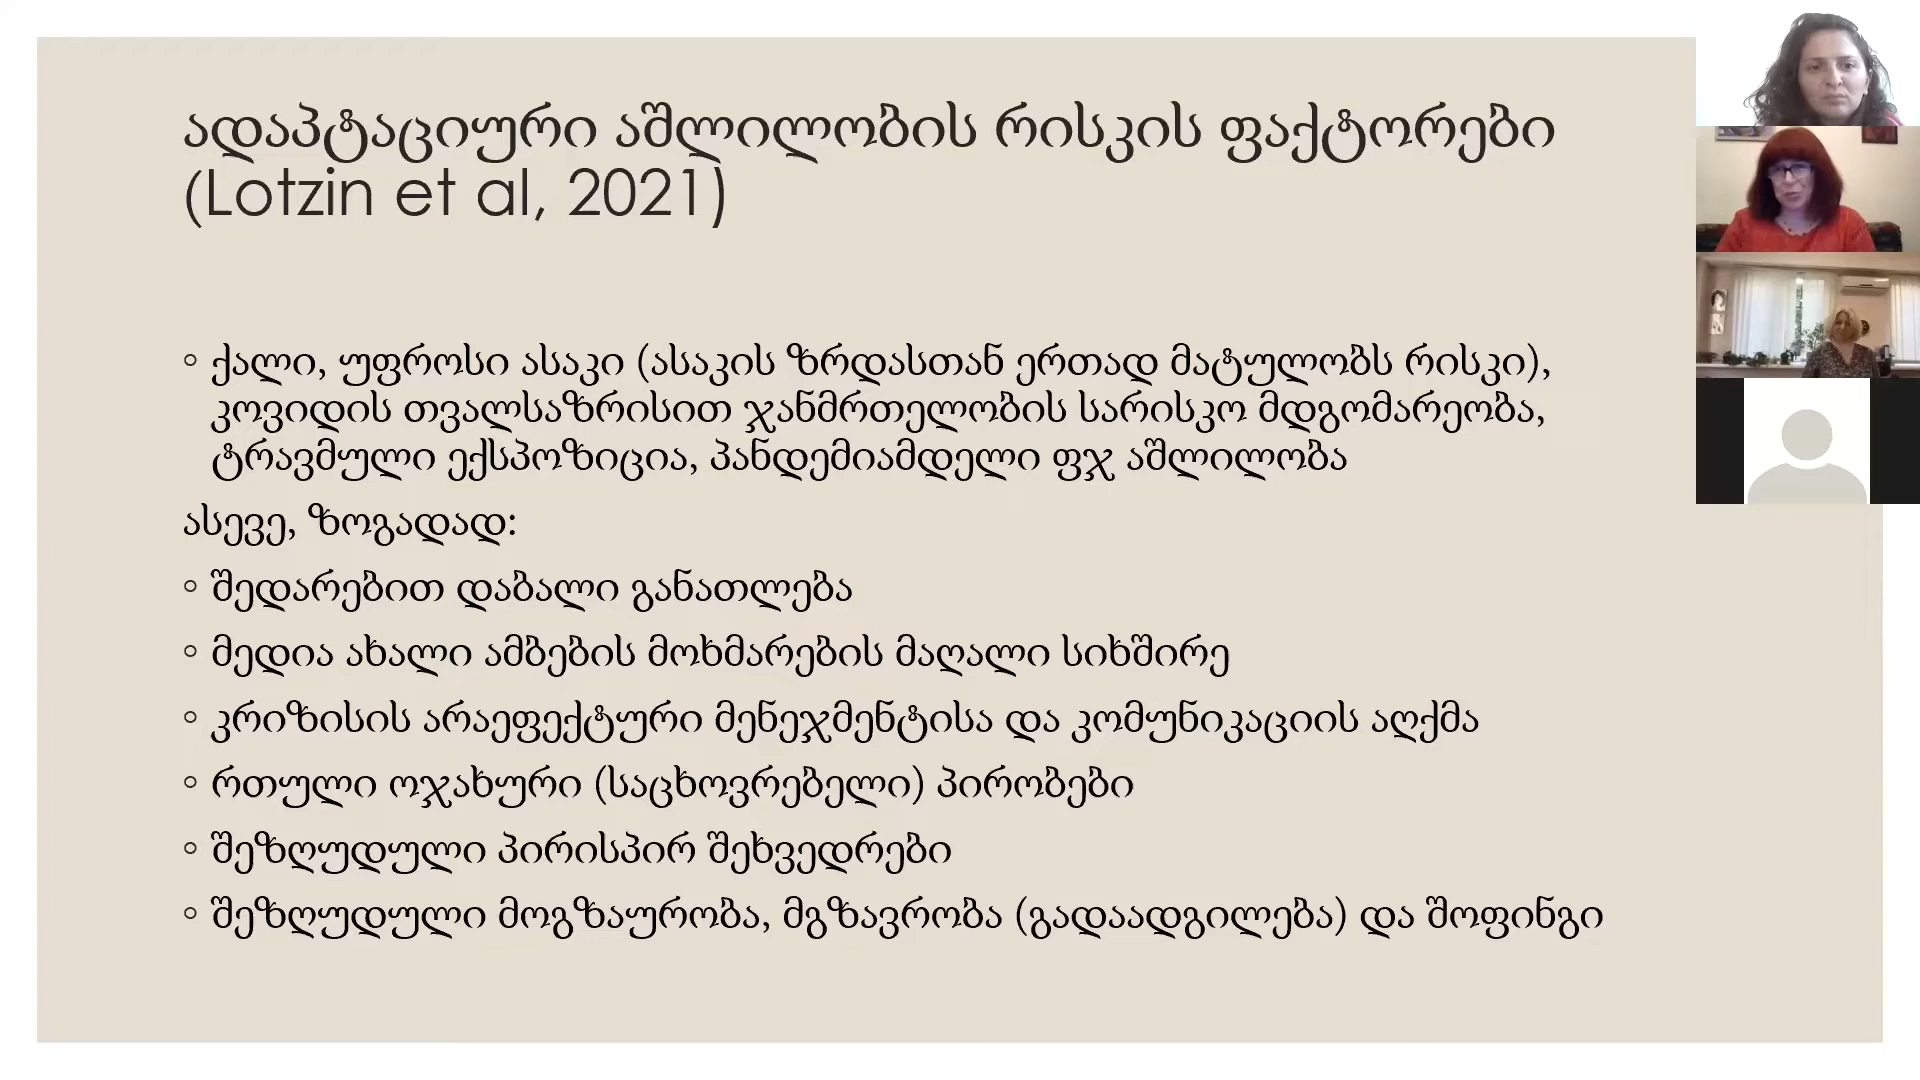 ადაპტაციური აშლილობის რისკის ფაქტორები
(Lotzin et al, 2021)
◦ ქალი, უფროსი ასაკი (ასაკის ზრდასთან ერთად მატულობს რისკი),
კოვიდის თვალსაზრისით ჯანმრთელობის სარისკო მდგომარეობა,
ტრავმული ექსპოზიცია, პანდემიამდელი ფჯ აშლილობა
ასევე, ზოგადად:
◦ შედარებით დაბალი განათლება
◦ მედია ახალი ამბების მოხმარების მაღალი სიხშირე
◦ კრიზისის არაეფექტური მენეჯმენტისა და კომუნიკაციის აღქმა
◦ რთული ოჯახური (საცხოვრებელი) პირობები
◦ შეზღუდული პირისპირ შეხვედრები
◦ შეზღუდული მოგზაურობა, მგზავრობა (გადაადგილება) და შოფინგი